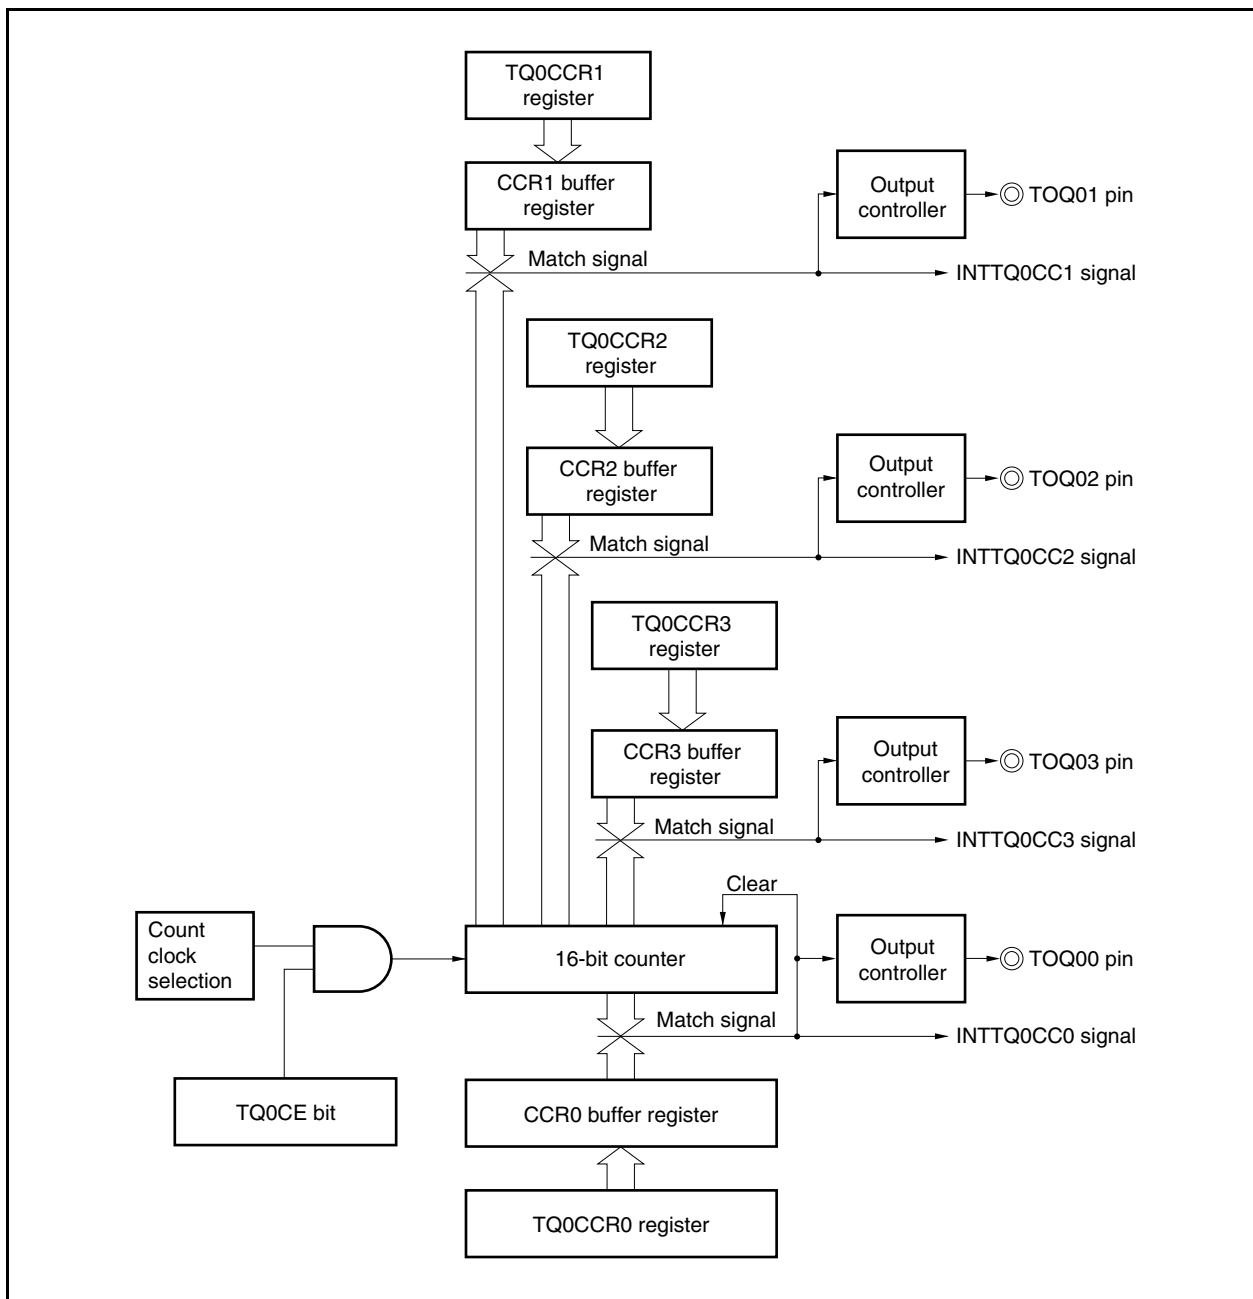 TQ0CCR1
register
CCR1 buffer
register
Output
controller
TOQ01 pin
Match signal
INTTQ0CC1 signal
TQ0CCR2
register
CCR2 buffer
register
Output
controller
TOQ02 pin
Match signal
INTTQ0CC2 signal
TQ0CCR3
register
CCR3 buffer
register
Output
controller
TOQ03 pin
Match signal
INTTQ0CC3 signal
Clear
Count
clock
selection
16-bit counter
Output
controller
TOQ00 pin
Match signal
INTTQ0CC0 signal
TQ0CE bit
CCR0 buffer register
TQ0CCR0 register